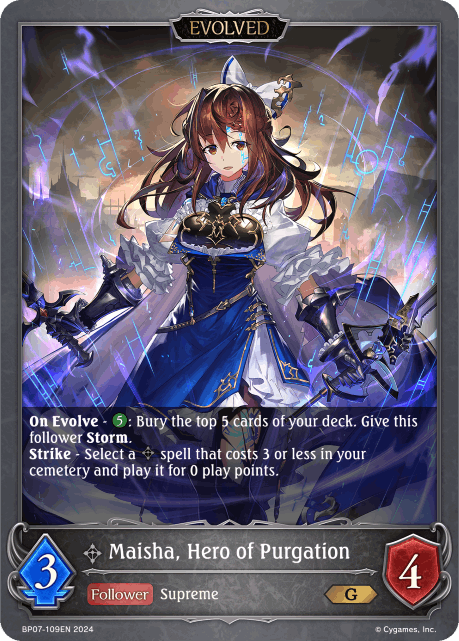 EVOLVED
On Evolve - 5: Bury the top 5 cards of your deck. Give this
follower Storm.
Strike - Select a spell that costs 3 or less in your
cemetery and play it for 0 play points.
Maisha, Hero of Purgation
3
4
Follower Supreme
G
BP07-109EN 2024
© Cygames, Inc.